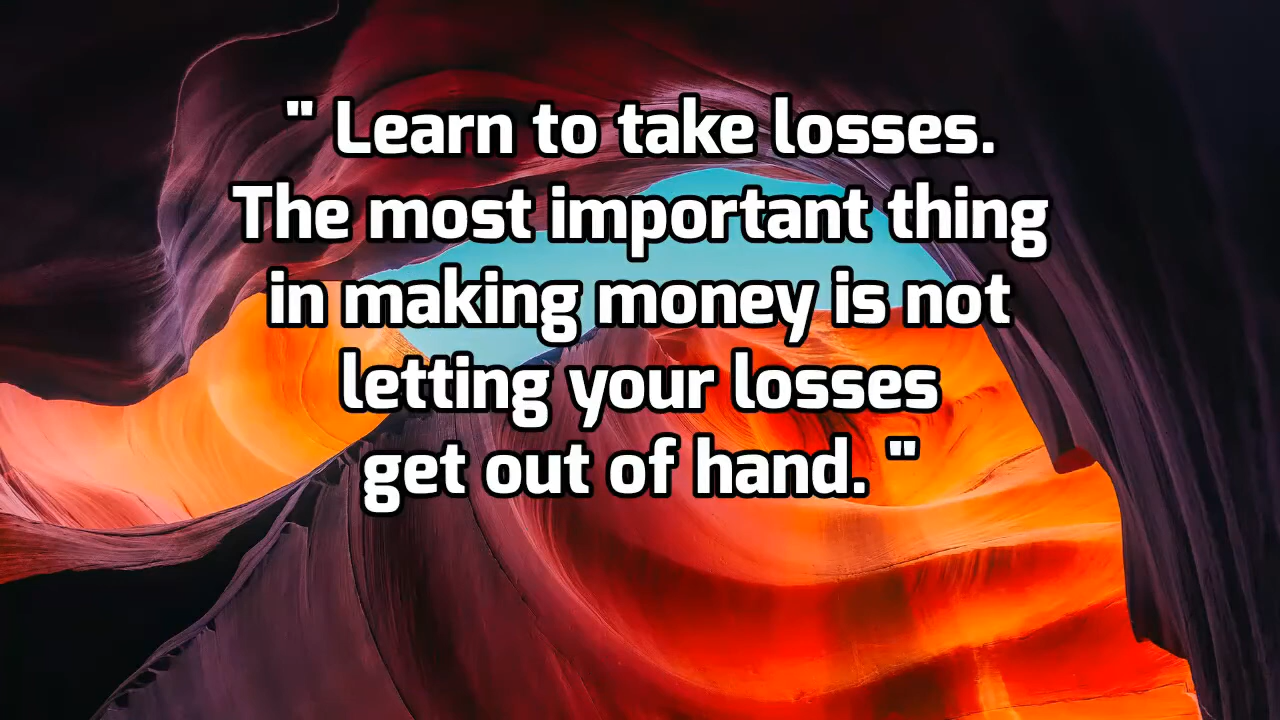 " Learn to take losses.
The most important thing
in making money is not
letting your losses
get out of hand. "